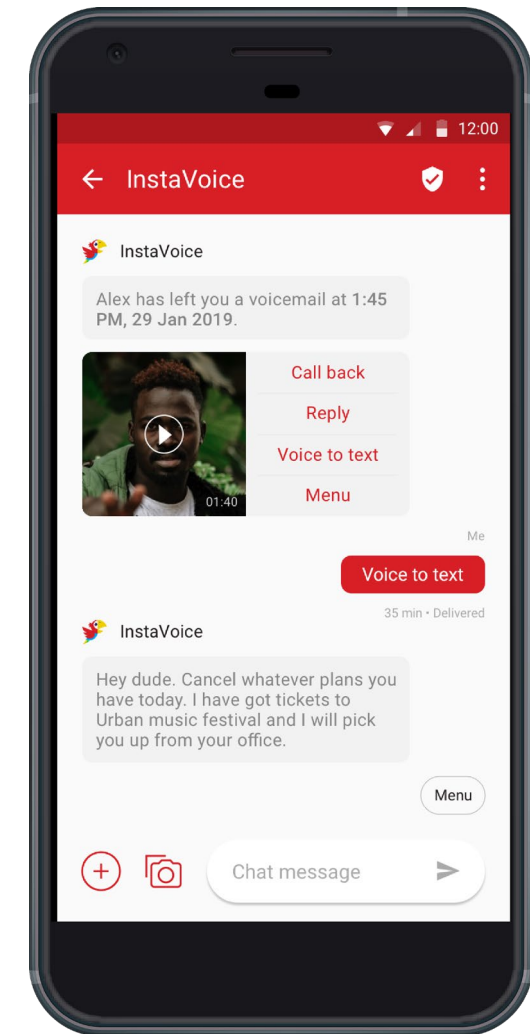 12:00
InstaVoice
InstaVoice
Alex has left you a voicemail at 1:45
PM, 29 Jan 2019.
Call back
Reply
Voice to text
Menu
01:40
Me
Voice to text
35 min • Delivered
InstaVoice
Hey dude. Cancel whatever plans you
have today. I have got tickets to
Urban music festival and I will pick
you up from your office.
Menu
Chat message